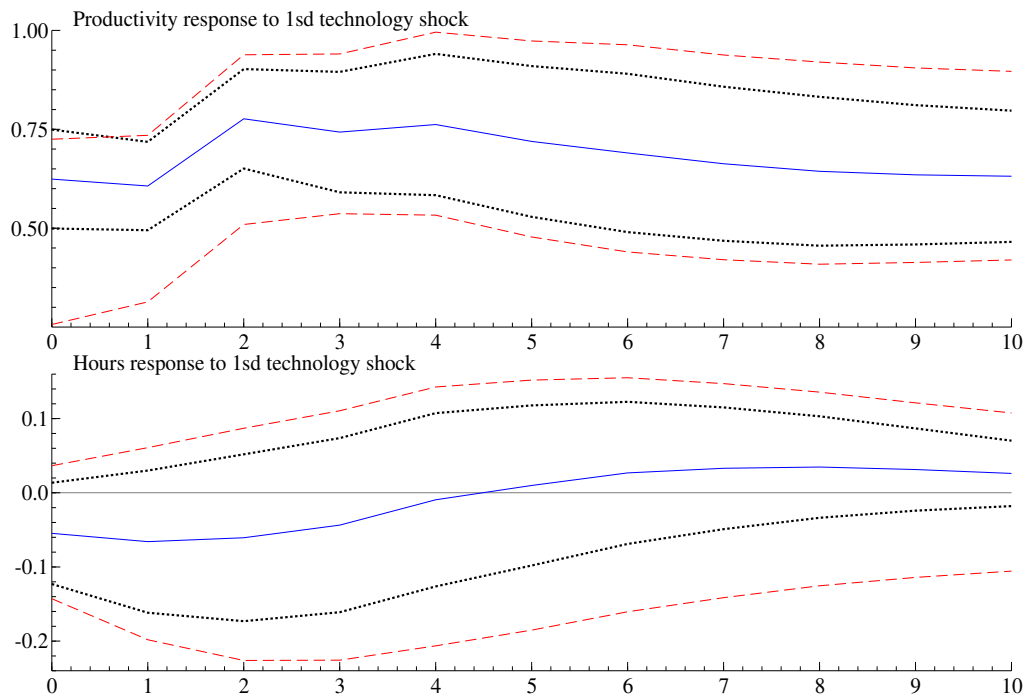 Productivity response to 1sd technology shock
1.00
0.75
0.50
0 1 2 3 4 5 6 7 8 9 10
Hours response to 1sd technology shock
0.1
0.0
-0.1
-0.2
0 1 2 3 4 5 6 7 8 9 10